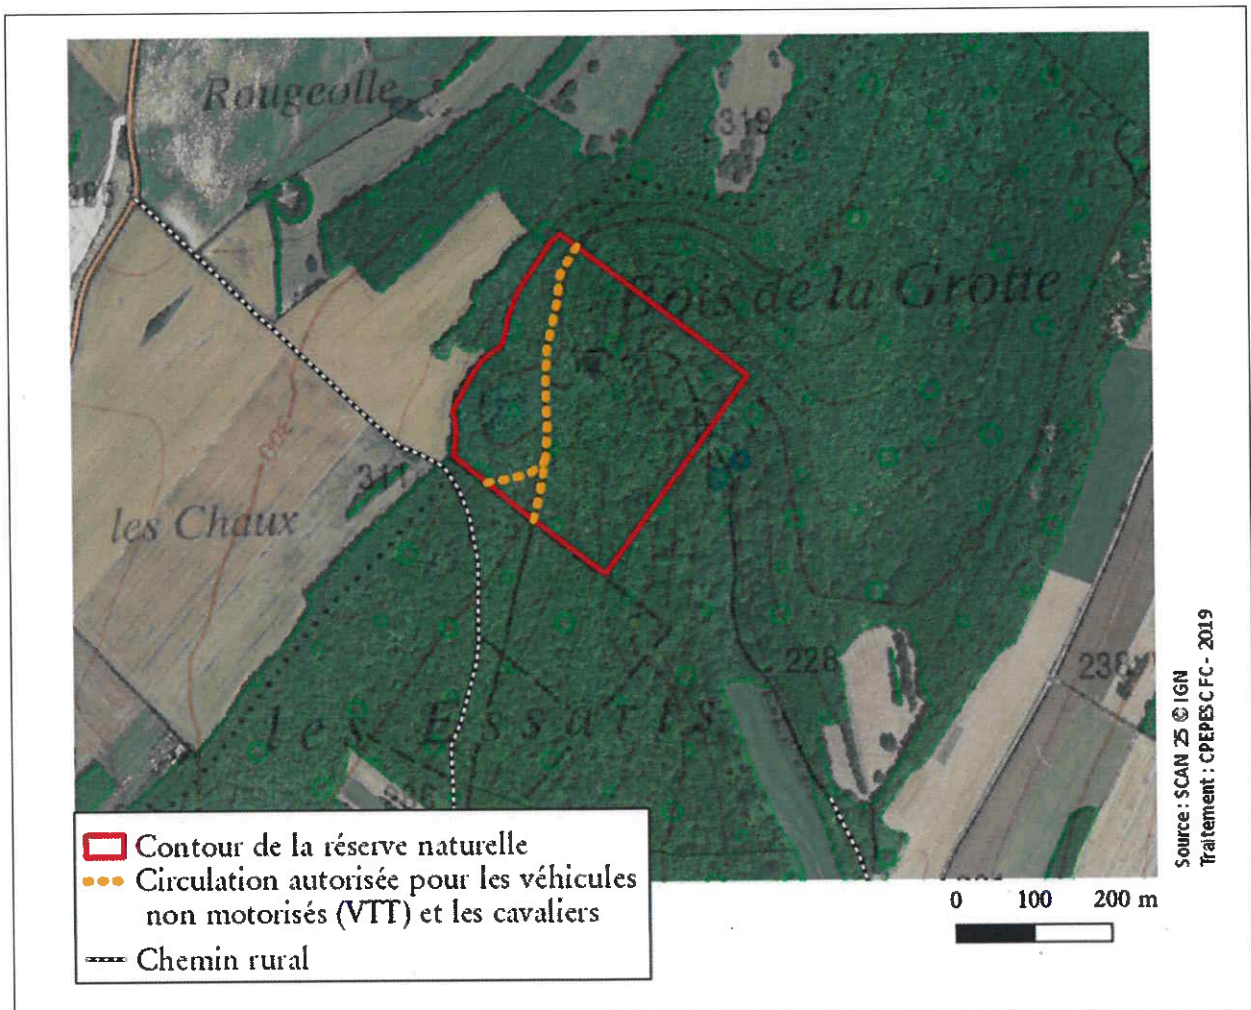 Rougeolle
319
Bois de la Grotte
300
311
les Chaux
228
les Essarts
Contour de la réserve naturelle
Circulation autorisée pour les véhicules
non motorisés (VTT) et les cavaliers
Chemin rural
0 100 200 m
Source : SCAN 25 © IGN
Traitement : CPEPESC FC - 2019